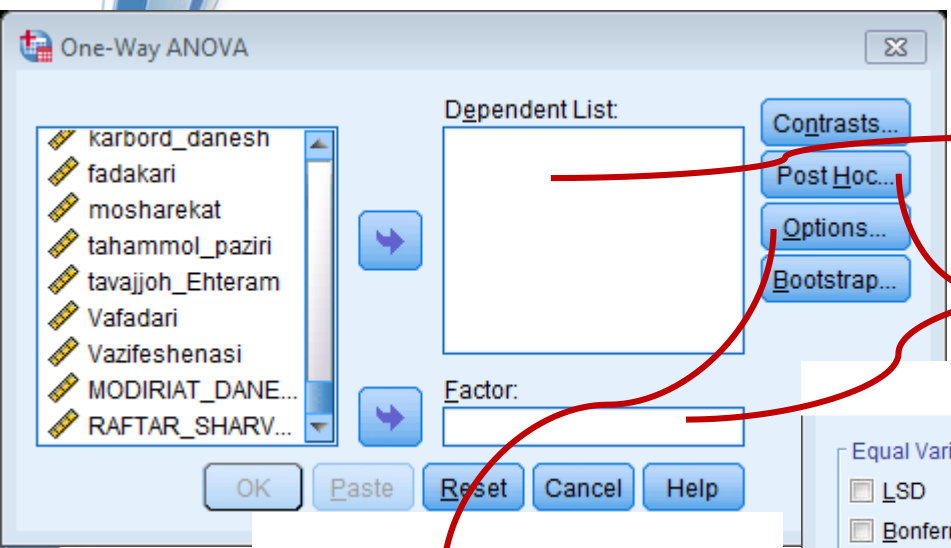 One-Way ANOVA
karbord_danesh
fadakari
mosharekat
tahammol_paziri
tavajjoh_Ehteram
Vafadari
Vazifeshenasi
MODIRIAT_DANE...
RAFTAR_SHARV...
Dependent List:
Factor:
Contrasts...
Post Hoc...
Options...
Bootstrap...
OK Paste Reset Cancel Help
Equal Vari
LSD
Bonfer